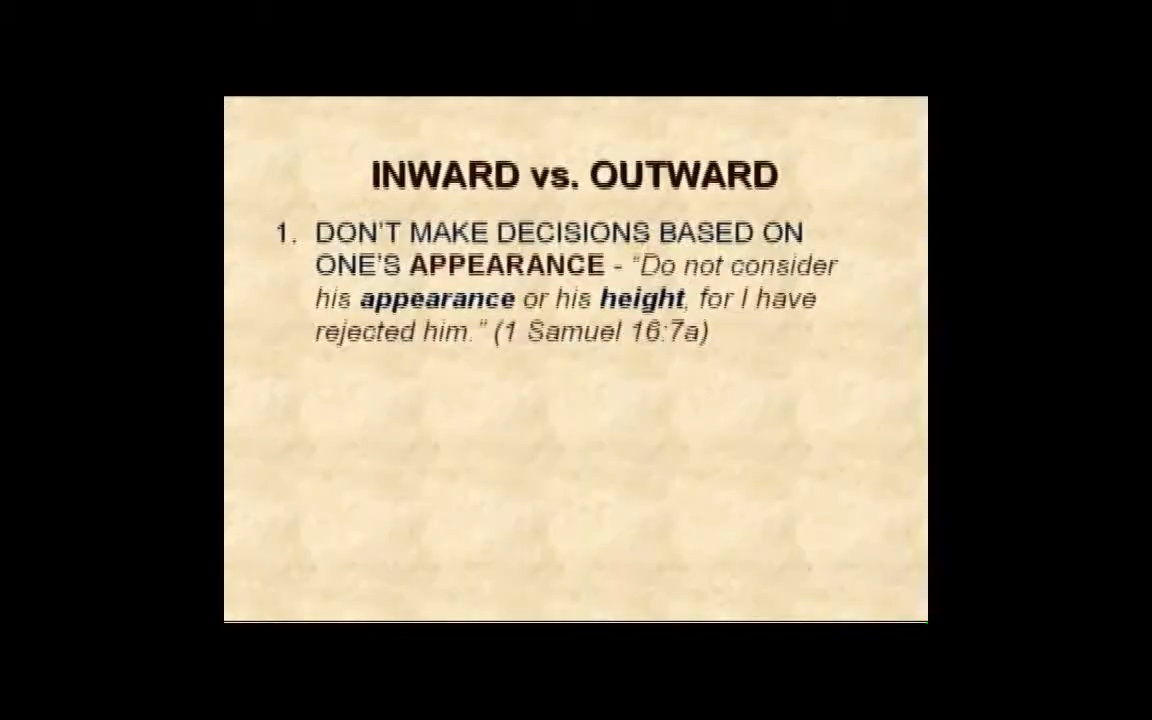 INWARD vs. OUTWARD
1. DON'T MAKE DECISIONS BASED ON
ONE'S APPEARANCE - "Do not consider
his appearance or his height, for I have
rejected him." (1 Samuel 16:7a)